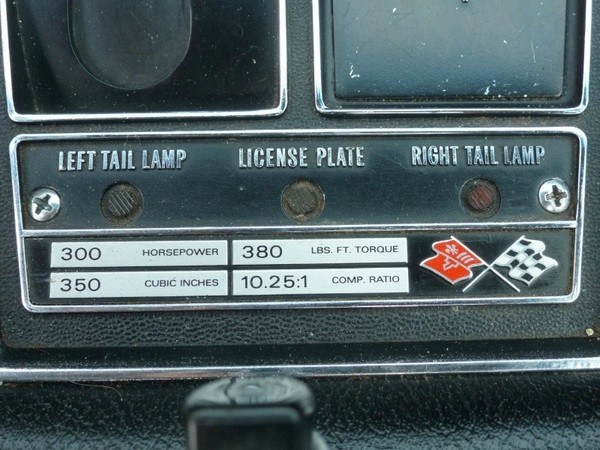 LEFT TAIL LAMP LICENSE PLATE RIGHT TAIL LAMP
300 HORSEPOWER 380 LBS. FT. TORQUE
350 CUBIC INCHES 10.25:1 COMP. RATIO